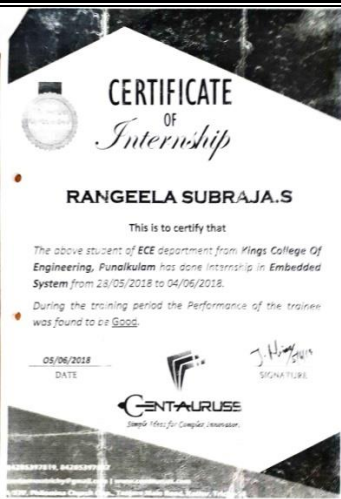 CERTIFICATE
OF
Internship
RANGEELA SUBRAJA.S
This is to certify that
The above student of ECE department from Kings College Of
Engineering, Punalkulam has done Internship in Embedded
System from 28/05/2018 to 04/06/2018.
During the training period the Performance of the trainee
was found to be Good.
05/06/2018
DATE
SIGNATURE
CENTAURUSS
Simple Ideas for Complex Innovator.